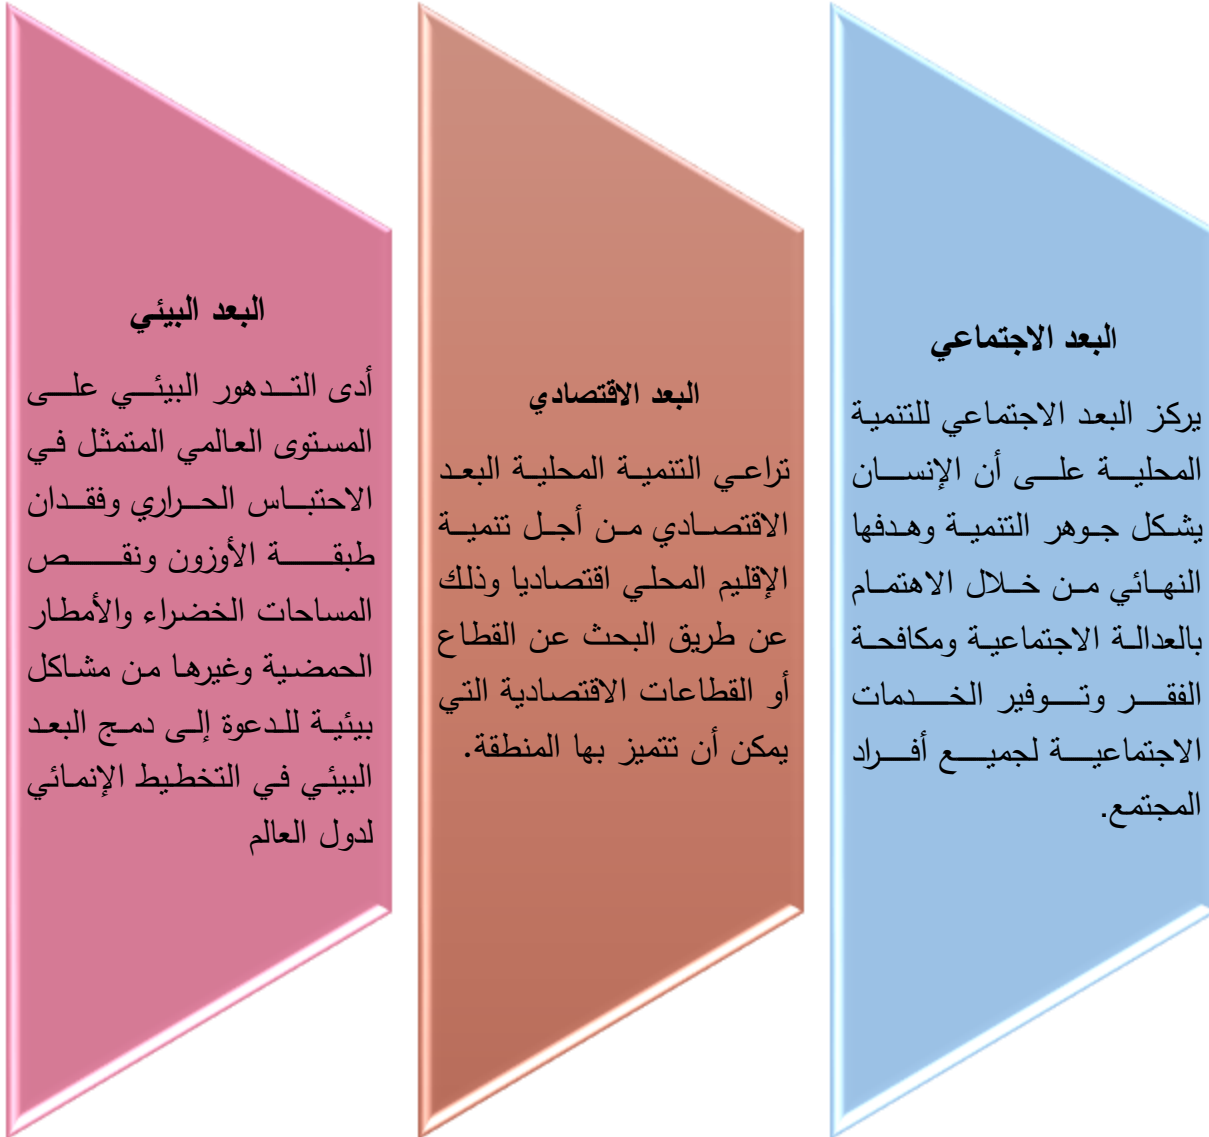 البعد الاجتماعي
يركز البعد الاجتماعي للتنمية
المحلية على أن الإنسان
يشكل جوهر التنمية وهدفها
النهائي من خلال الاهتمام
بالعدالة الاجتماعية ومكافحة
الفقر وتوفير الخدمات
الاجتماعية لجميع أفراد
المجتمع.
البعد الاقتصادي
تراعي التنمية المحلية البعد
الاقتصادي من أجل تنمية
الإقليم المحلي اقتصاديا وذلك
عن طريق البحث عن القطاع
أو القطاعات الاقتصادية التي
يمكن أن تتميز بها المنطقة.
البعد البيئي
أدى التدهور البيئي على
المستوى العالمي المتمثل في
الاحتباس الحراري وفقدان
طبقة الأوزون ونقص
المساحات الخضراء والأمطار
الحمضية وغيرها من مشاكل
بيئية للدعوة إلى دمج البعد
البيئي في التخطيط الإنمائي
لدول العالم